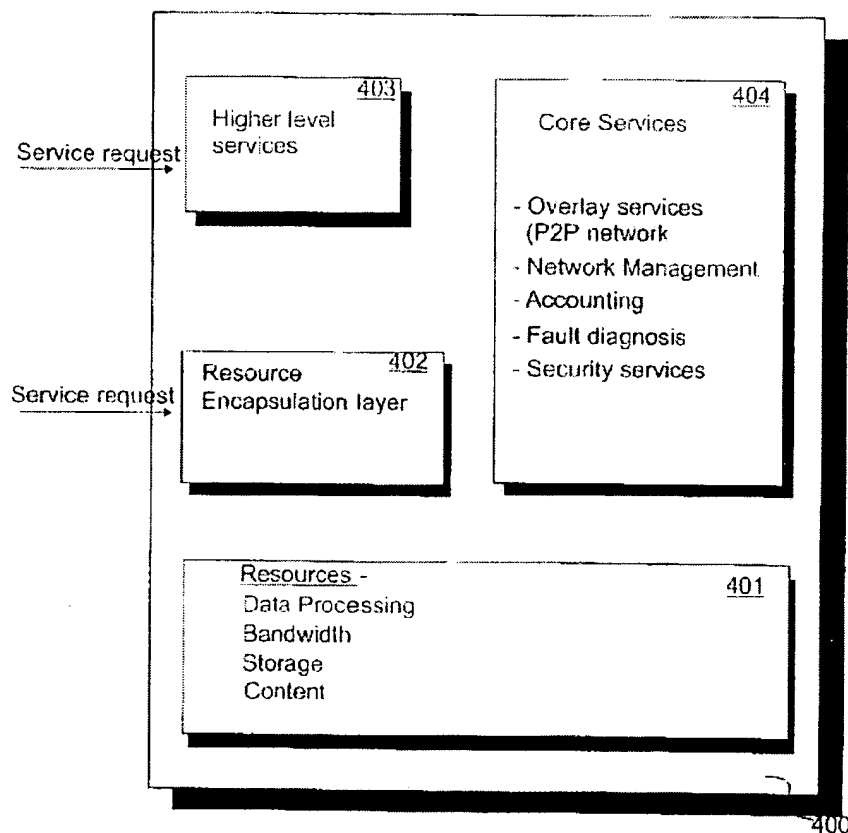 403
Higher level
services
Service request
404
Core Services
- Overlay services
(P2P network
- Network Management
- Accounting
- Fault diagnosis
- Security services
402
Resource
Encapsulation layer
Service request
401
Resources -
Data Processing
Bandwidth
Storage
Content
400